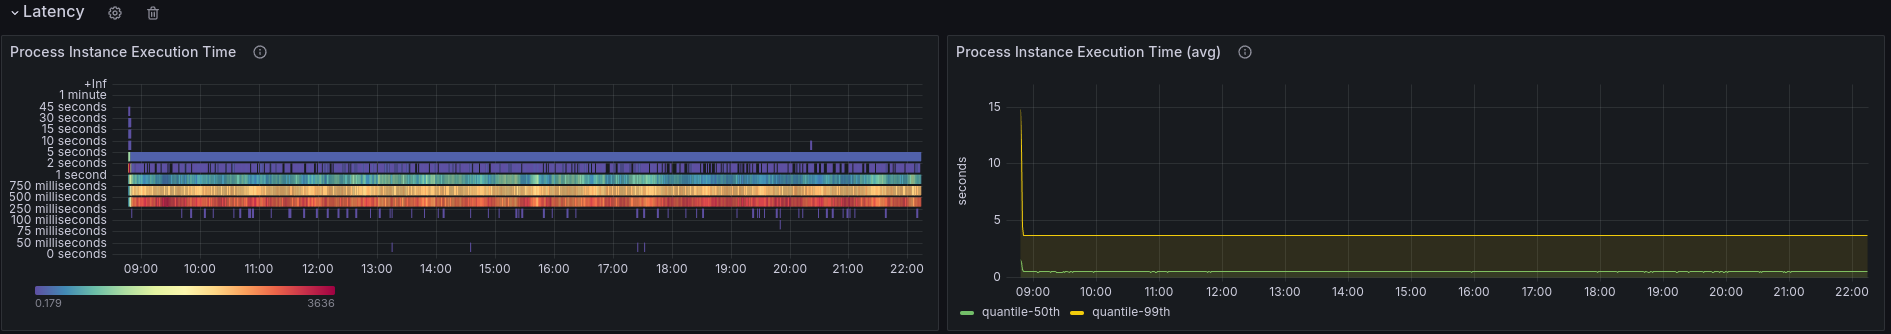 Latency
Process Instance Execution Time
+Inf
1 minute
45 seconds
30 seconds
15 seconds
10 seconds
5 seconds
2 seconds
1 second
750 milliseconds
500 milliseconds
250 milliseconds
100 milliseconds
75 milliseconds
50 milliseconds
0 seconds
09:00 10:00 11:00 12:00 13:00 14:00 15:00 16:00 17:00 18:00 19:00 20:00 21:00 22:00
0.179 3636
Process Instance Execution Time (avg)
seconds
15
10
5
0
09:00 10:00 11:00 12:00 13:00 14:00 15:00 16:00 17:00 18:00 19:00 20:00 21:00 22:00
quantile-50th quantile-99th